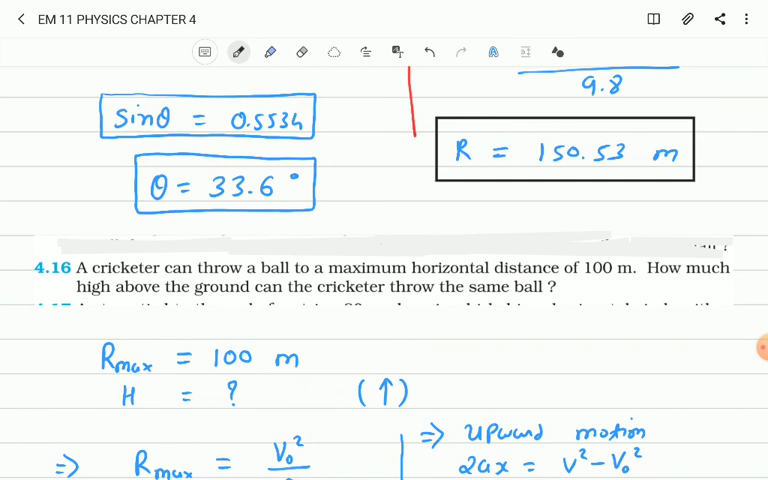 EM 11 PHYSICS CHAPTER 4
9.8
sinθ = 0.5534
R = 150.53 m
θ = 33.6°
4.16 A cricketer can throw a ball to a maximum horizontal distance of 100 m. How much
high above the ground can the cricketer throw the same ball ?
Rmax = 100 m
H = ? (↑)
⇒ Upward motion
⇒ Rmax = V₀²
2ax = V² - V₀²